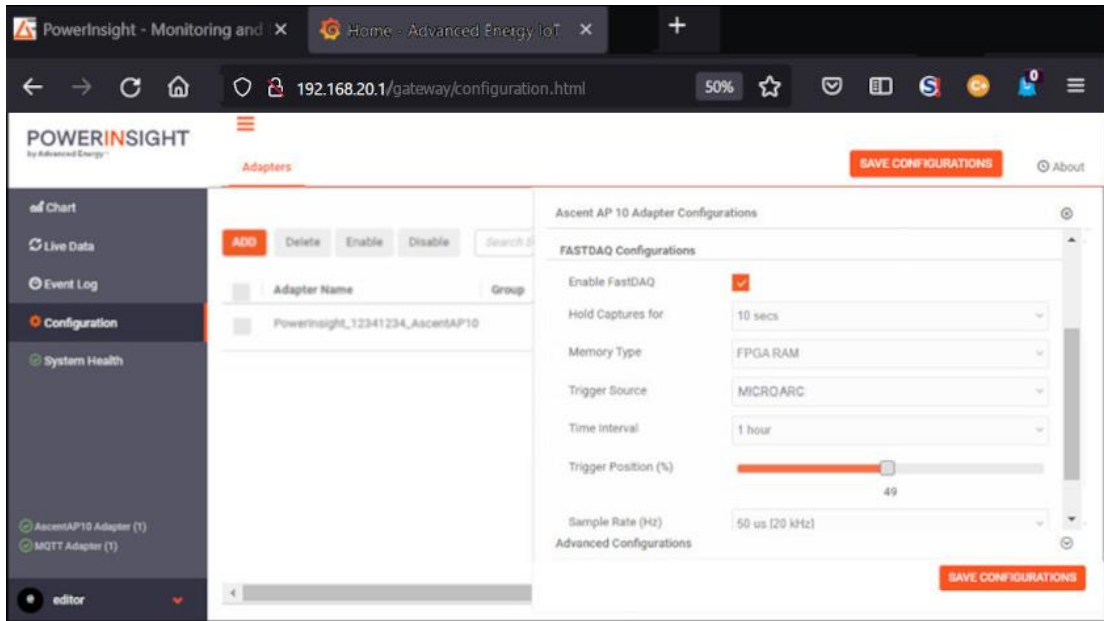 PowerInsight - Monitoring and
Home - Advanced Energy IoT
192.168.20.1/gateway/configuration.html
50%
0
POWERINSIGHT
by Advanced Energy
Adapters
SAVE CONFIGURATIONS
About
Chart
Live Data
Event Log
Configuration
System Health
AscentAP10 Adapter (1)
MQTT Adapter (1)
e editor
ADD Delete Enable Disable Search
Adapter Name Group
PowerInsight_12341234_AscentAP10
Ascent AP 10 Adapter Configurations
FASTDAQ Configurations
Enable FastDAQ
Hold Captures for 10 secs
Memory Type FPGA RAM
Trigger Source MICROARC
Time Interval 1 hour
Trigger Position (%)
49
Sample Rate (Hz) 50 us [20 kHz]
Advanced Configurations
SAVE CONFIGURATIONS